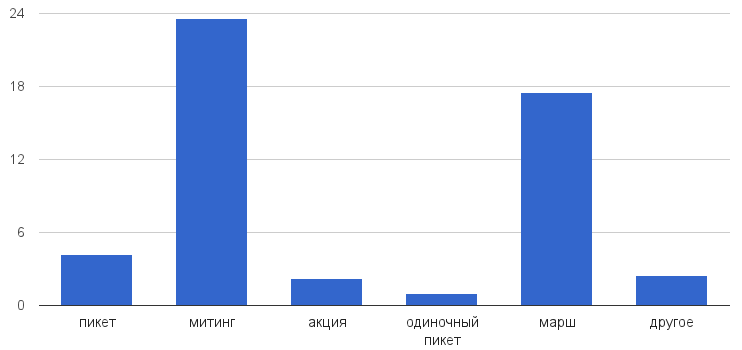 24
18
12
6
0
пикет
митинг
акция
одиночный
пикет
марш
другое